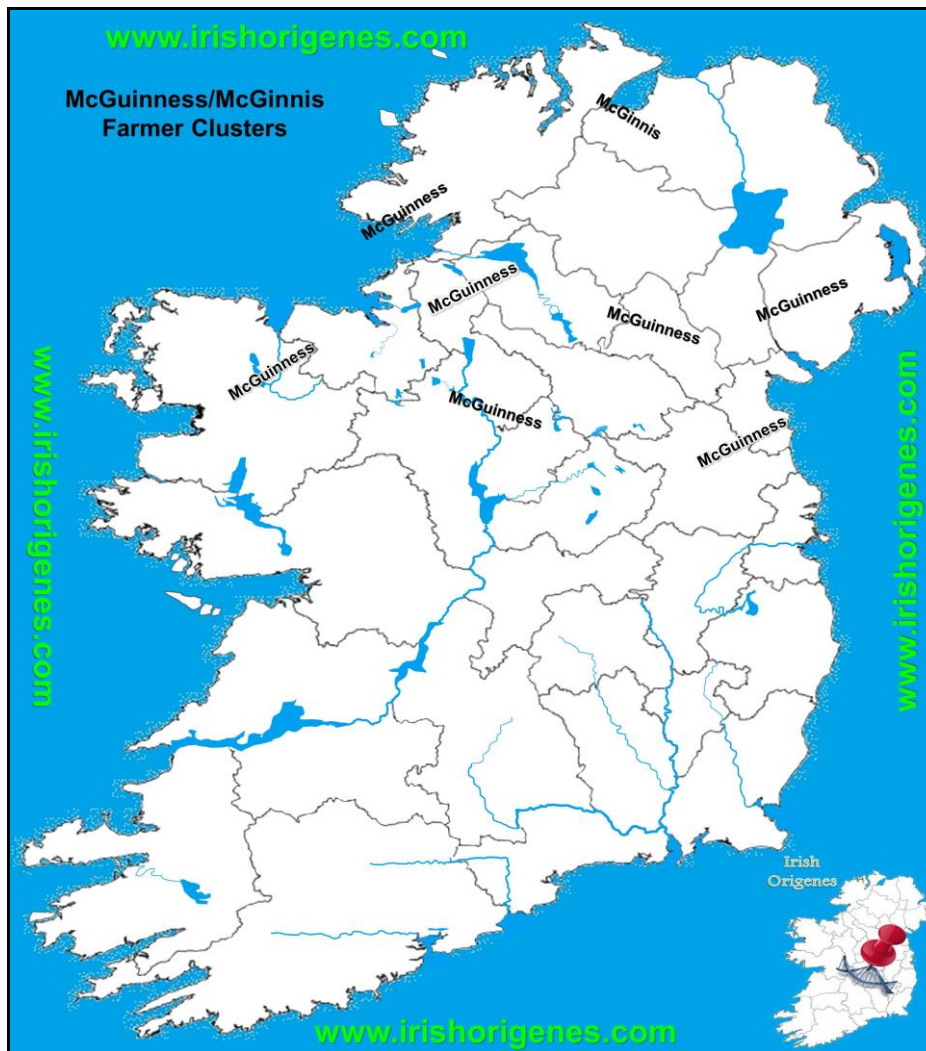 www.irishorigenes.com
McGuinness/McGinnis
Farmer Clusters
McGinnis
McGuinness
McGuinness
McGuinness
McGuinness
McGuinness
McGuinness
McGuinness
www.irishorigenes.com
www.irishorigenes.com
Irish
Origenes
www.irishorigenes.com